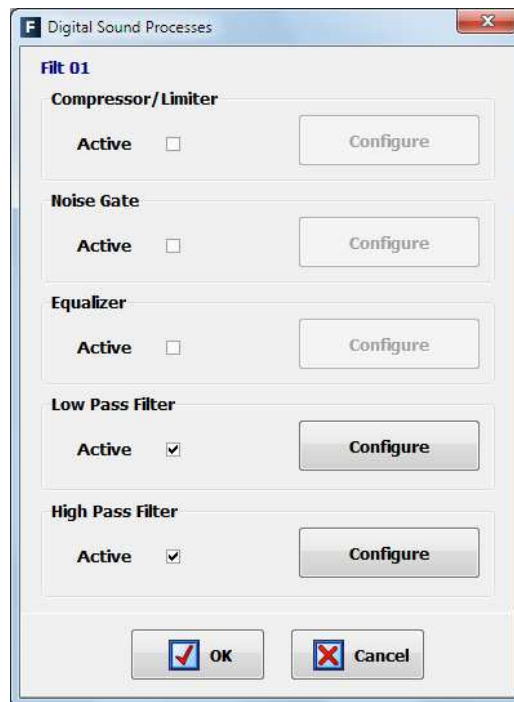 F Digital Sound Processes
Filt 01
Compressor/Limiter
Active Configure
Noise Gate
Active Configure
Equalizer
Active Configure
Low Pass Filter
Active Configure
High Pass Filter
Active Configure
OK Cancel